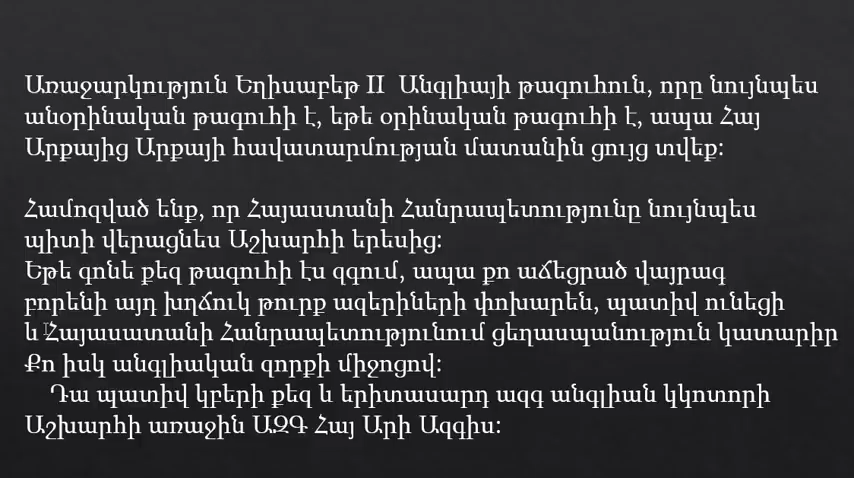 Առաջարկություն Եղիսաբեթ II Անգլիայի թագուհուն, որը նույնպես
անօրինական թագուհի է, եթե օրինական թագուհի է, ապա Հայ
Արքայից Արքայի հավատարմության մատանին ցույց տվեք:
Համոզված ենք, որ Հայաստանի Հանրապետությունը նույնպես
պիտի վերացնես Աշխարհի երեսից:
Եթե գոնե քեզ թագուհի էս զգում, ապա քո աճեցրած վայրագ
բորենի այդ խղճուկ թուրք ազերիների փոխարեն, պատիվ ունեցի
և Հայասատանի Հանրապետությունում ցեղասպանություն կատարիր
Քո իսկ անգլիական զորքի միջոցով:
Դա պատիվ կբերի քեզ և երիտասարդ ազգ անգլիան կկոտորի
Աշխարհի առաջին ԱԶԳ Հայ Արի Ազգիս: